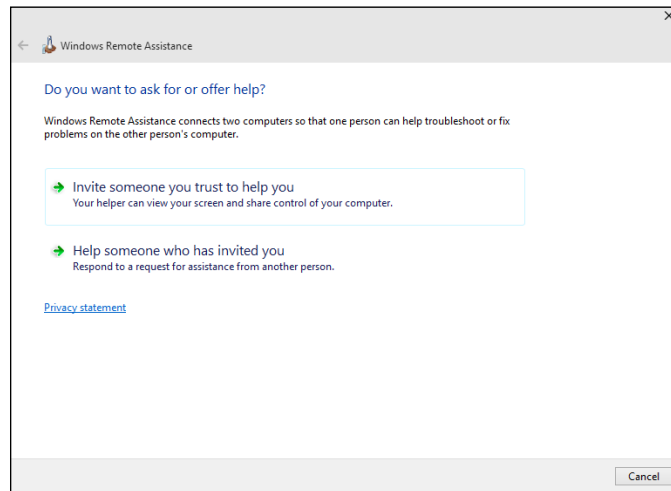 Windows Remote Assistance
Do you want to ask for or offer help?
Windows Remote Assistance connects two computers so that one person can help troubleshoot or fix
problems on the other person's computer.
Invite someone you trust to help you
Your helper can view your screen and share control of your computer.
Help someone who has invited you
Respond to a request for assistance from another person.
Privacy statement
Cancel